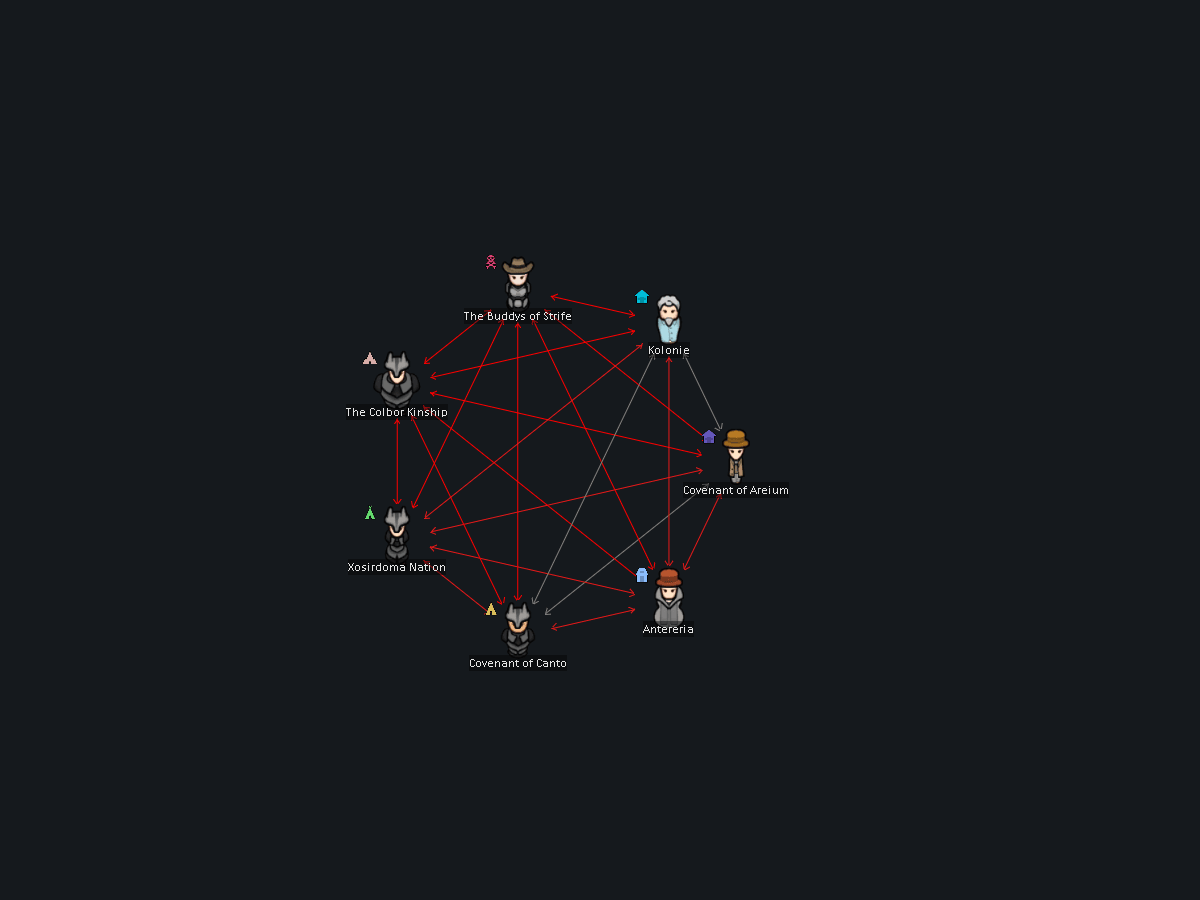 The Buddys of Strife
Kolonie
The Colbor Kinship
Covenant of Areium
Xosirdoma Nation
Antereria
Covenant of Canto